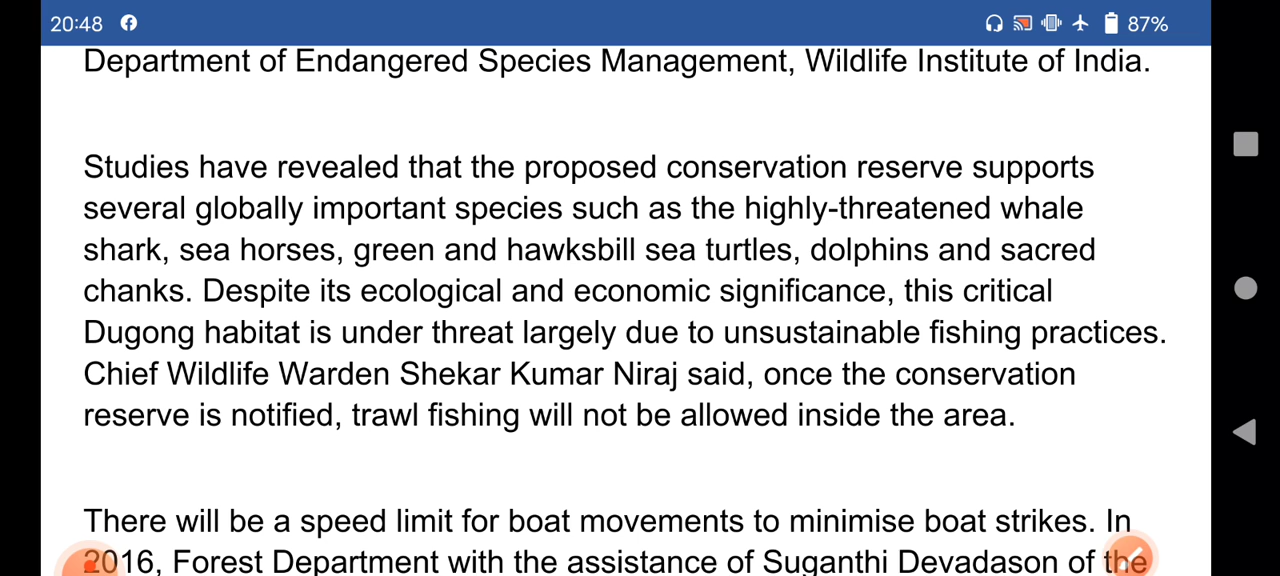 20:48
87%
Department of Endangered Species Management, Wildlife Institute of India.
Studies have revealed that the proposed conservation reserve supports
several globally important species such as the highly-threatened whale
shark, sea horses, green and hawksbill sea turtles, dolphins and sacred
chanks. Despite its ecological and economic significance, this critical
Dugong habitat is under threat largely due to unsustainable fishing practices.
Chief Wildlife Warden Shekar Kumar Niraj said, once the conservation
reserve is notified, trawl fishing will not be allowed inside the area.
There will be a speed limit for boat movements to minimise boat strikes. In
2016, Forest Department with the assistance of Suganthi Devadason of the